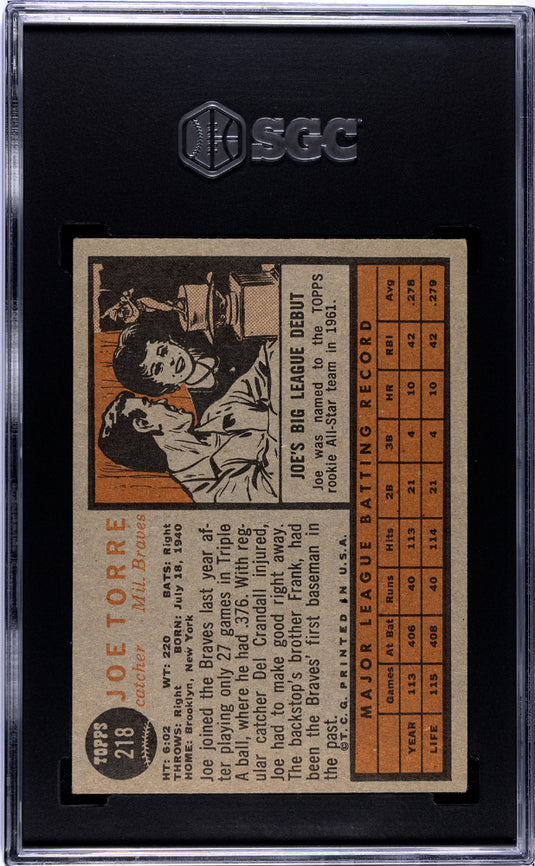 SGC
TOPPS
218
JOE TORRE
catcher Mil. Braves
HT: 6:02 WT: 220 BATS: Right
THROWS: Right BORN: July 18, 1940
HOME: Brooklyn, New York
Joe joined the Braves last year af-
ter playing only 27 games in Triple
A ball, where he had .376. With reg-
ular catcher Del Crandall injured,
Joe had to make good right away.
The backstop's brother Frank, had
been the Braves' first baseman in
the past.
©T.C.G. PRINTED IN U.S.A.
JOE'S BIG LEAGUE DEBUT
Joe was named to the TOPPS
rookie All-Star team in 1961.
MAJOR LEAGUE BATTING RECORD
Games At Bat Runs Hits 2B 3B HR RBI Avg
YEAR 113 406 40 113 21 4 10 42 .278
LIFE 115 408 40 114 21 4 10 42 .279